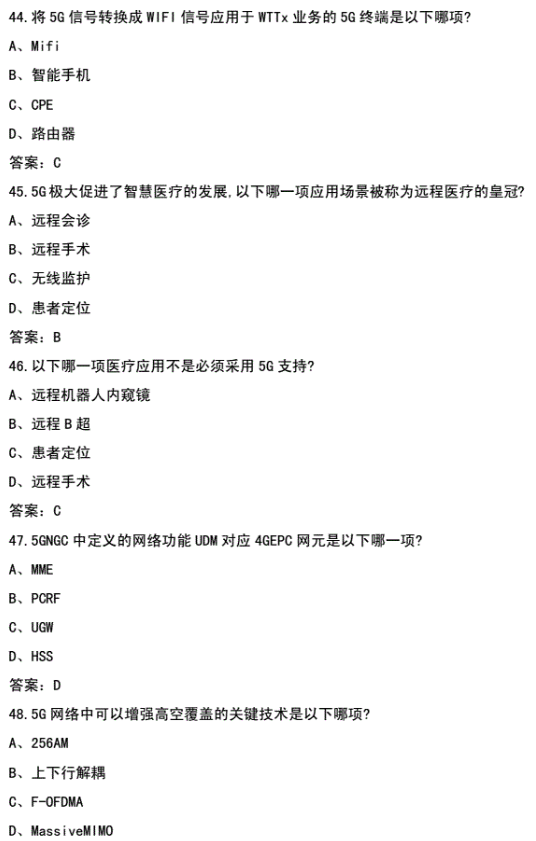 44.将5G信号转换成WIFI信号应用于WTTx业务的5G终端是以下哪项?
A、Mifi
B、智能手机
C、CPE
D、路由器
答案：C
45.5G极大促进了智慧医疗的发展,以下哪一项应用场景被称为远程医疗的皇冠?
A、远程会诊
B、远程手术
C、无线监护
D、患者定位
答案：B
46.以下哪一项医疗应用不是必须采用5G支持?
A、远程机器人内窥镜
B、远程B超
C、患者定位
D、远程手术
答案：C
47.5GNGC中定义的网络功能UDM对应4GEPC网元是以下哪一项?
A、MME
B、PCRF
C、UGW
D、HSS
答案：D
48.5G网络中可以增强高空覆盖的关键技术是以下哪项?
A、256AM
B、上下行解耦
C、F-OFDMA
D、MassiveMIMO